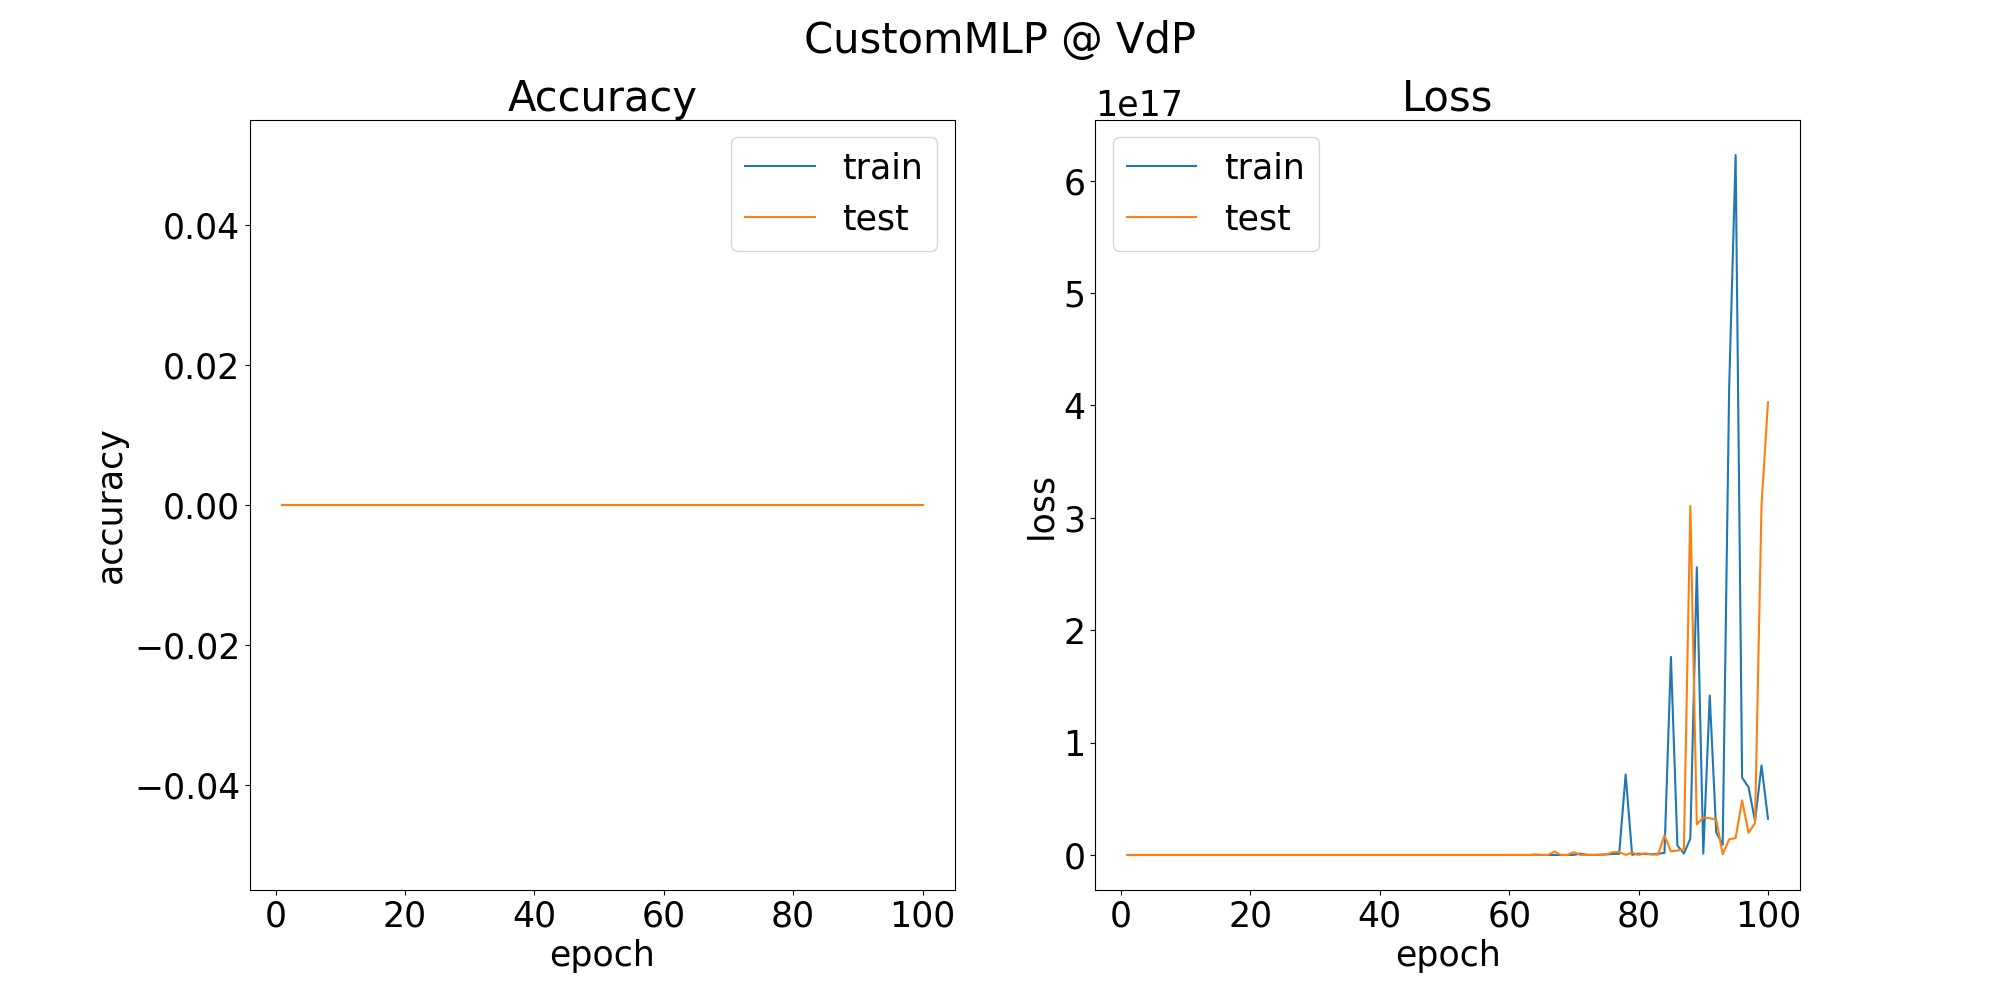 CustomMLP @ VdP
Accuracy
train
test
0.04
0.02
0.00
−0.02
−0.04
accuracy
0 20 40 60 80 100
epoch
Loss
1e17
train
test
6
5
4
3
2
1
0
loss
0 20 40 60 80 100
epoch